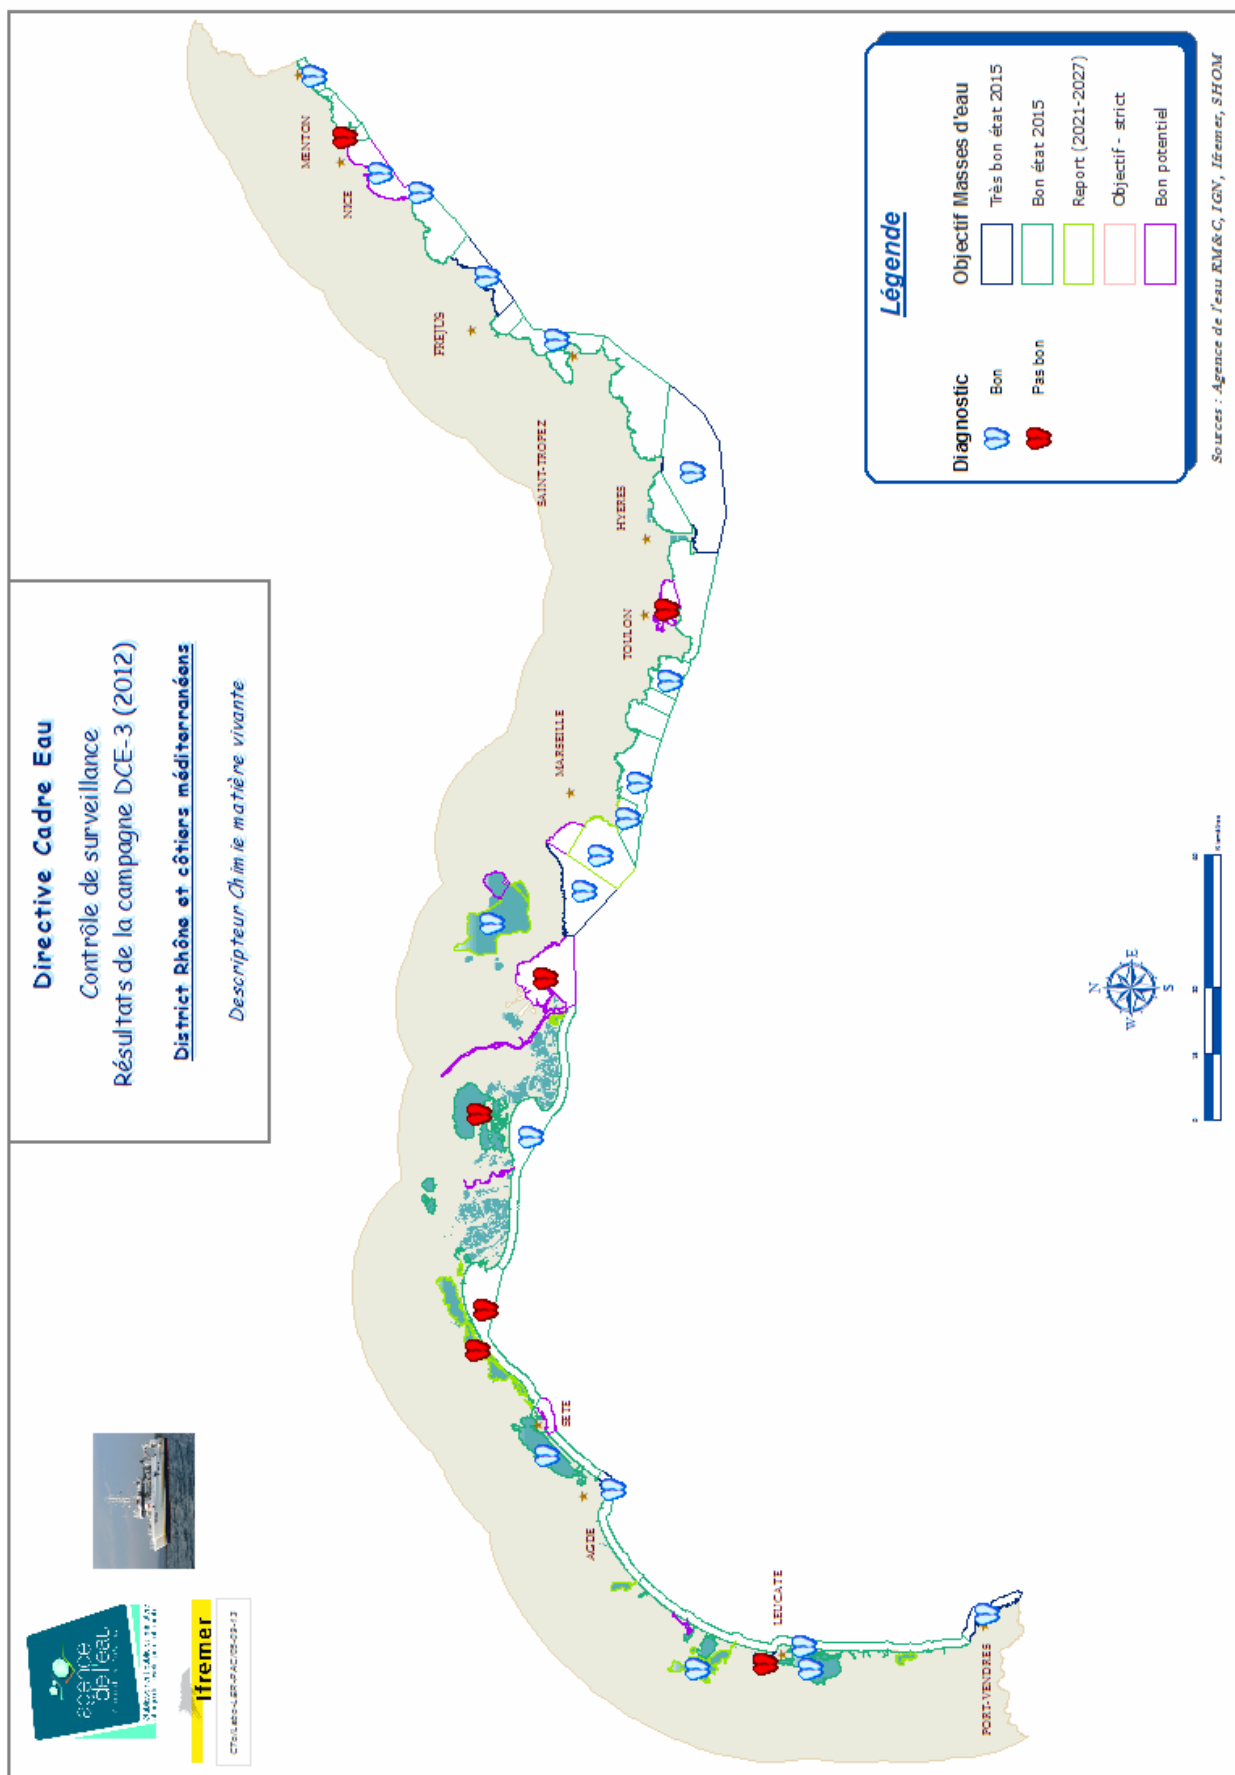 Directive Cadre Eau
Contrôle de surveillance
Résultats de la campagne DCE-3 (2012)
District Rhône et côtiers méditerranéens
Descripteur Chimie matière vivante
agence
de l'eau
Ifremer
MENTON
NICE
FREJUS
SAINT-TROPEZ
HYERES
TOULON
MARSEILLE
SETE
AGDE
LEUCATE
PORT-VENDRES
N
W
E
S
Légende
Diagnostic
Bon
Pas bon
Objectif Masses d'eau
Très bon état 2015
Bon état 2015
Report (2021-2027)
Objectif - strict
Bon potentiel
Sources : Agence de l'eau RM&C, IGN, Ifremer, SHOM